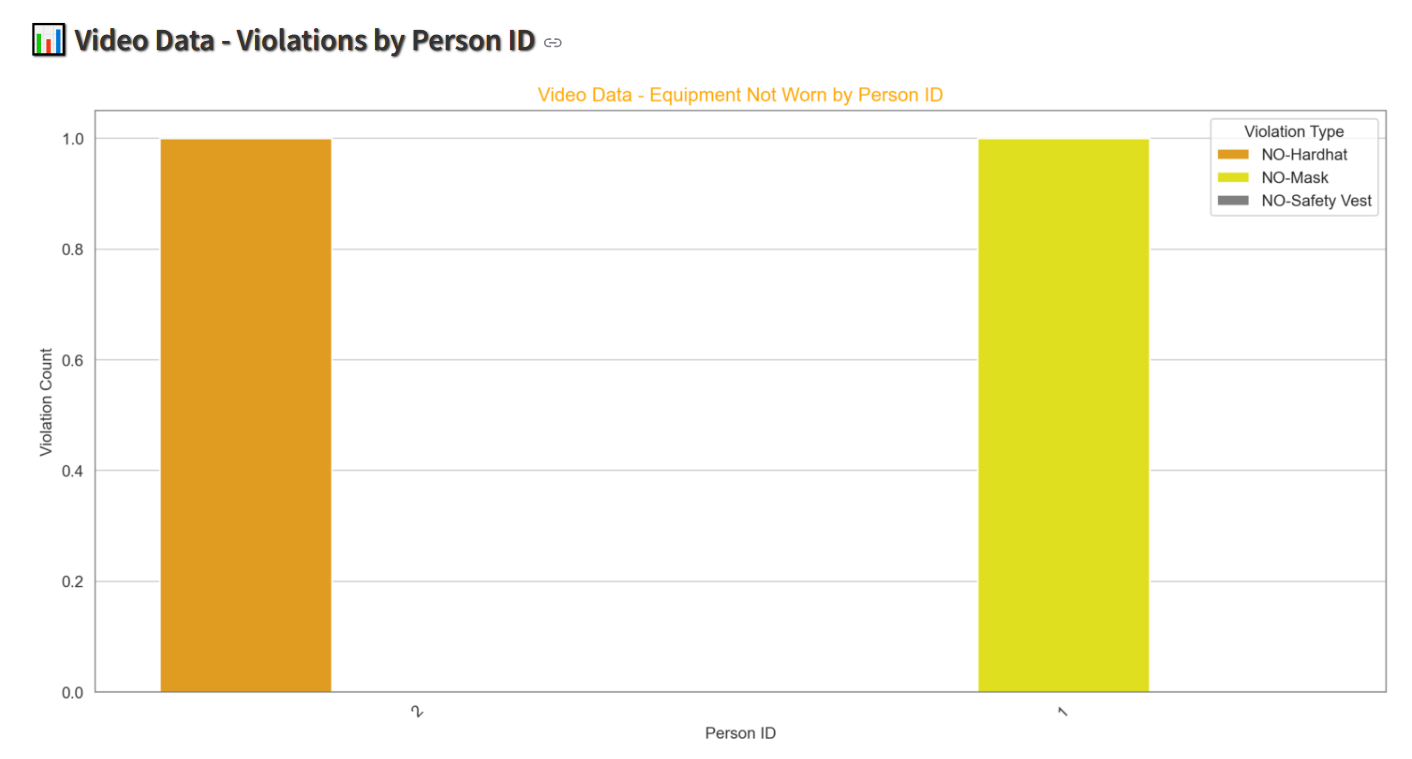 Video Data - Violations by Person ID
Video Data - Equipment Not Worn by Person ID
Violation Type
NO-Hardhat
NO-Mask
NO-Safety Vest
Violation Count
1.0
0.8
0.6
0.4
0.2
0.0
2
1
Person ID